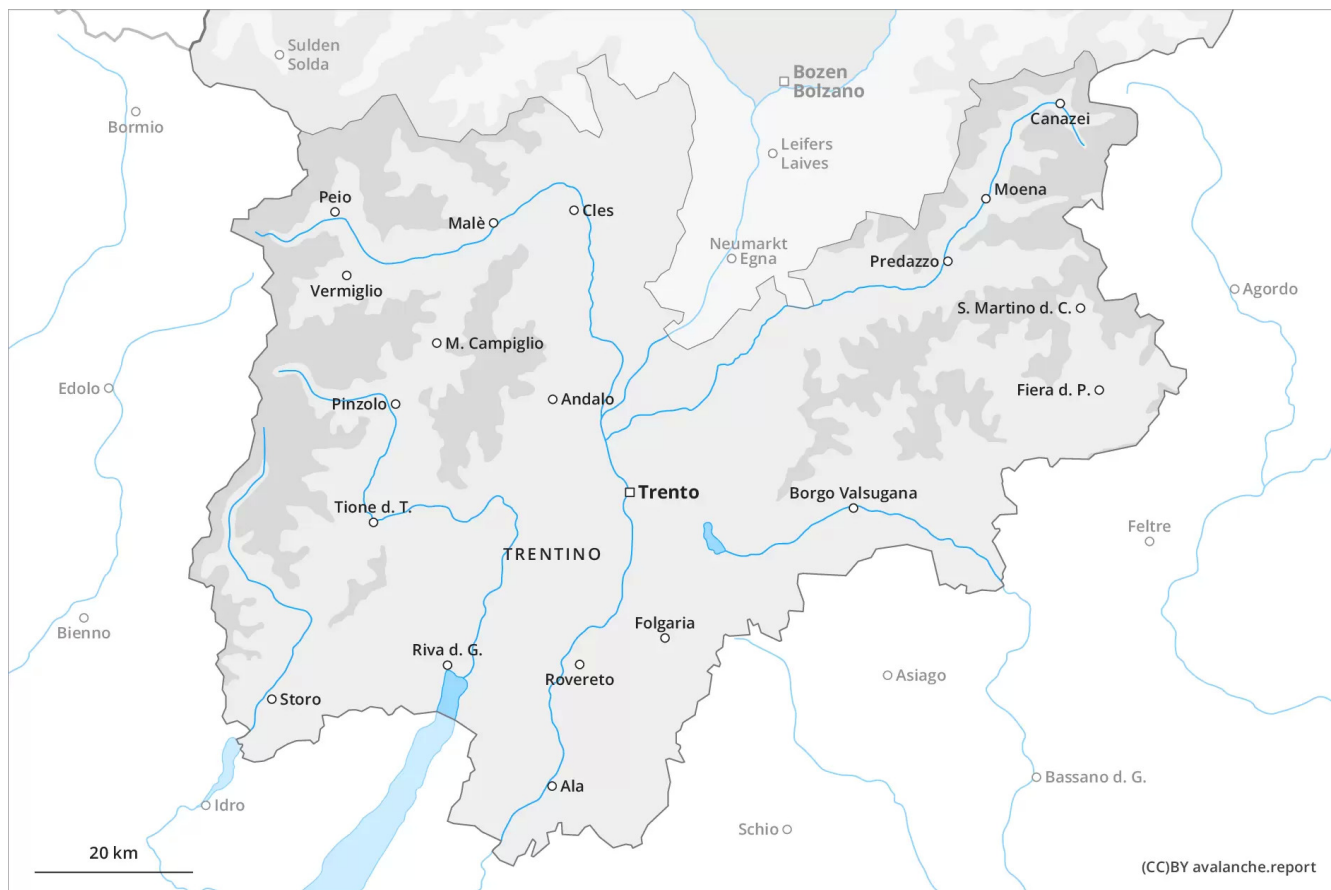 Sulden
Solda
Bozen
Bolzano
Canazei
Bormio
Leifers
Laives
Peio
Malè
Cles
Moena
Neumarkt
Egna
Predazzo
Vermiglio
Agordo
S. Martino d. C.
M. Campiglio
Edolo
Pinzolo
Andalo
Fiera d. P.
Trento
Borgo Valsugana
Tione d. T.
Feltre
TRENTINO
Bienno
Folgaria
Riva d. G.
Rovereto
Asiago
Storo
Bassano d. G.
Ala
Idro
Schio
20 km
(CC)BY avalanche.report